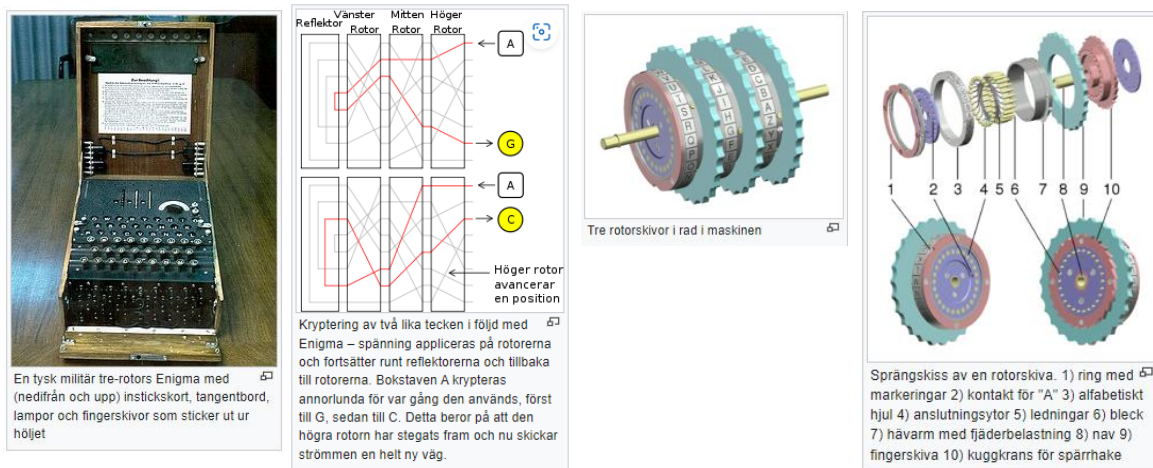 En tysk militär tre-rotors Enigma med
(nedifrån och upp) instickskort, tangentbord,
lampor och fingerskivor som sticker ut ur
höljet
Vänster Mitten Höger
Reflektor Rotor Rotor Rotor
A
G
A
C
Höger rotor
avancerar
en position
Kryptering av två lika tecken i följd med
Enigma – spänning appliceras på rotorerna
och fortsätter runt reflektorerna och tillbaka
till rotorerna. Bokstaven A krypteras
annorlunda för var gång den används, först
till G, sedan till C. Detta beror på att den
högra rotorn har stegats fram och nu skickar
strömmen en helt ny väg.
Tre rotorskivor i rad i maskinen
1 2 3 4 5 6 7 8 9 10
Sprängskiss av en rotorskiva. 1) ring med
markeringar 2) kontakt för "A" 3) alfabetiskt
hjul 4) anslutningsytor 5) ledningar 6) bleck
7) hävarm med fjäderbelastning 8) nav 9)
fingerskiva 10) kuggkrans för spärrhake